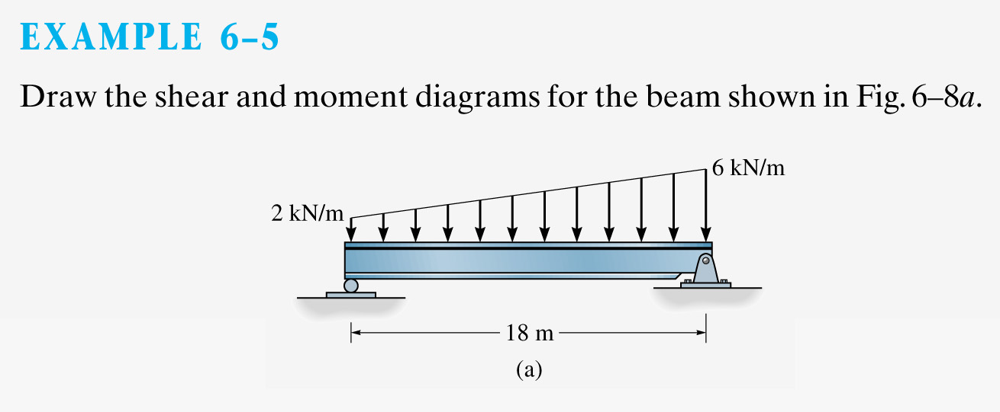 EXAMPLE 6–5
Draw the shear and moment diagrams for the beam shown in Fig. 6–8a.
6 kN/m
2 kN/m
18 m
(a)